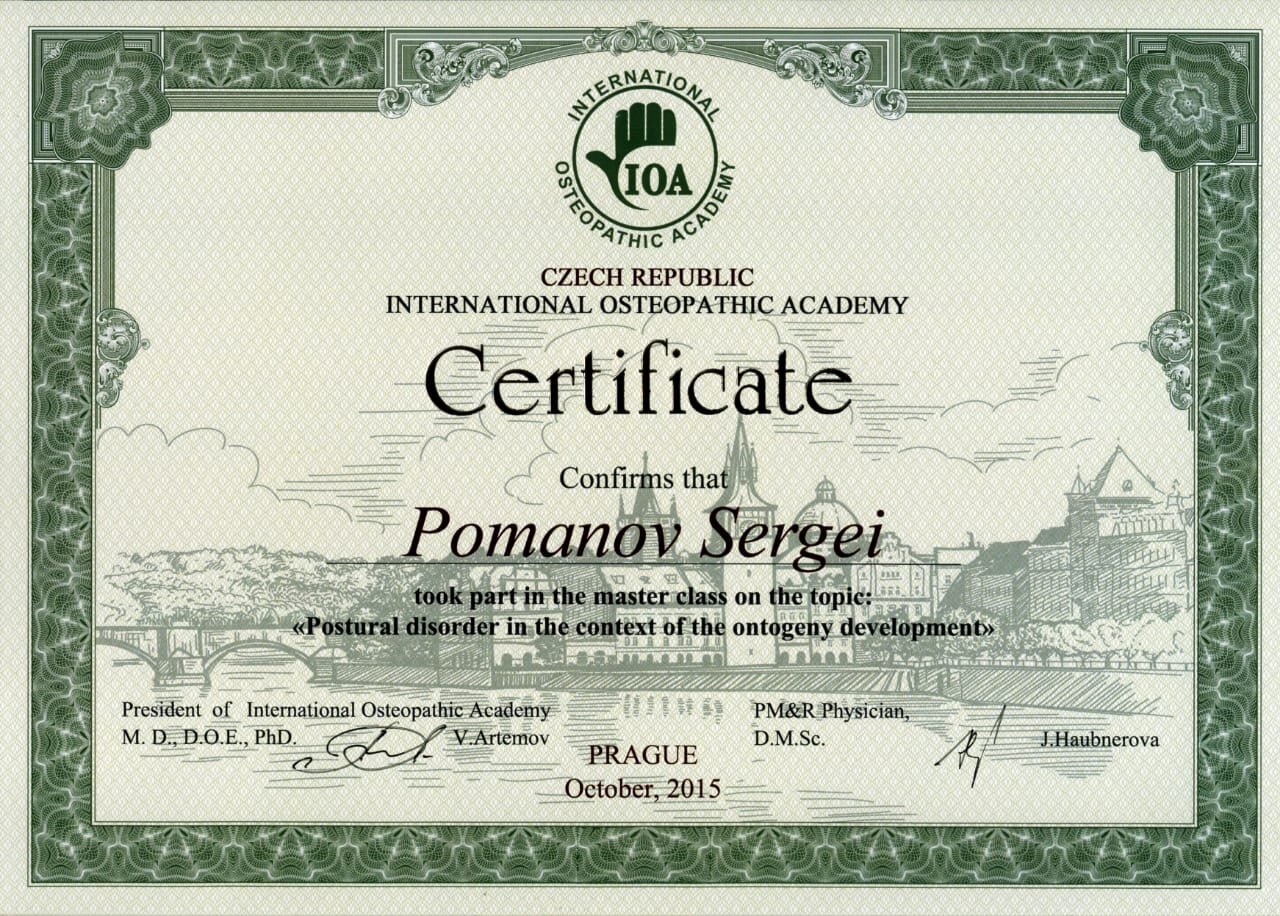 INTERNATIONAL
OSTEOPATHIC ACADEMY
IOA
CZECH REPUBLIC
INTERNATIONAL OSTEOPATHIC ACADEMY
Certificate
Confirms that
Pomanov Sergei
took part in the master class on the topic:
«Postural disorder in the context of the ontogeny development»
President of International Osteopathic Academy
M. D., D.O.E., PhD. V.Artemov
PM&R Physician,
D.M.Sc. J.Haubnerova
PRAGUE
October, 2015